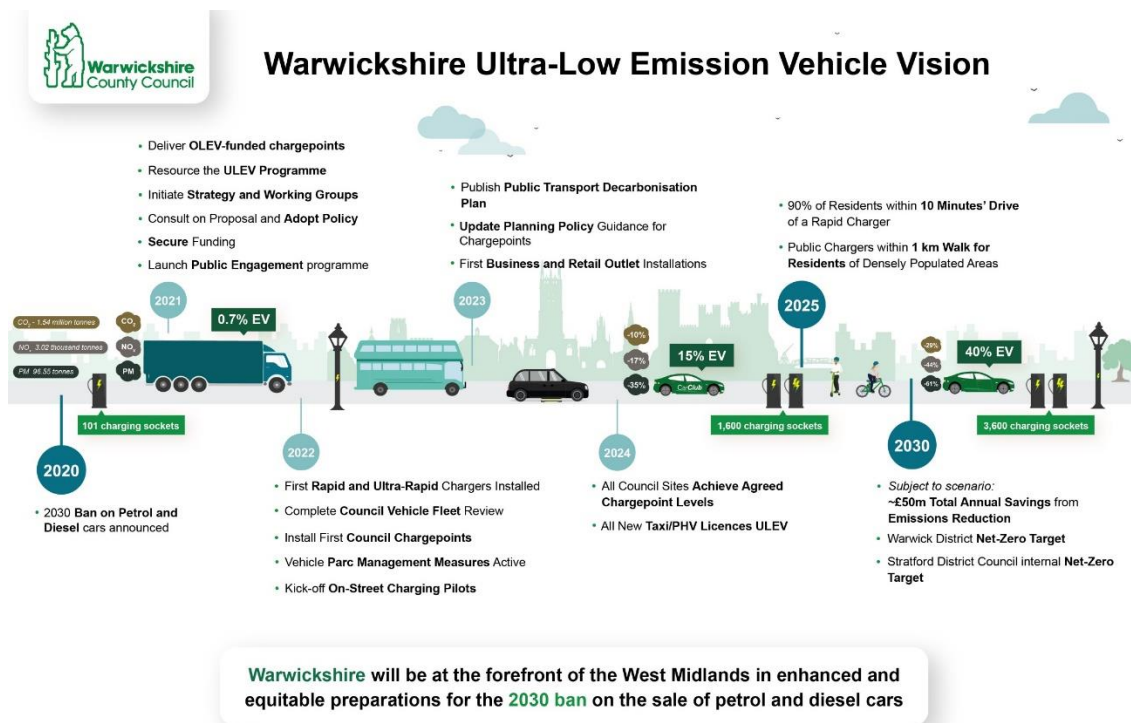 Warwickshire
County Council
Warwickshire Ultra-Low Emission Vehicle Vision
• Deliver OLEV-funded chargepoints
• Resource the ULEV Programme
• Initiate Strategy and Working Groups
• Consult on Proposal and Adopt Policy
• Secure Funding
• Launch Public Engagement programme
• Publish Public Transport Decarbonisation
Plan
• Update Planning Policy Guidance for
Chargepoints
• First Business and Retail Outlet Installations
• 90% of Residents within 10 Minutes' Drive
of a Rapid Charger
• Public Chargers within 1 km Walk for
Residents of Densely Populated Areas
2021
2023
2025
CO₂ - 1.54 million tonnes
CO₂
0.7% EV
NOₓ 3.02 thousand tonnes
NOₓ
PM 96.55 tonnes
PM
-10%
-17%
-35%
15% EV
CarClub
-29%
-44%
-61%
40% EV
101 charging sockets
1,600 charging sockets
3,600 charging sockets
2020
2022
2024
2030
• 2030 Ban on Petrol and
Diesel cars announced
• First Rapid and Ultra-Rapid Chargers Installed
• Complete Council Vehicle Fleet Review
• Install First Council Chargepoints
• Vehicle Parc Management Measures Active
• Kick-off On-Street Charging Pilots
• All Council Sites Achieve Agreed
Chargepoint Levels
• All New Taxi/PHV Licences ULEV
• Subject to scenario:
~£50m Total Annual Savings from
Emissions Reduction
• Warwick District Net-Zero Target
• Stratford District Council internal Net-Zero
Target
Warwickshire will be at the forefront of the West Midlands in enhanced and
equitable preparations for the 2030 ban on the sale of petrol and diesel cars